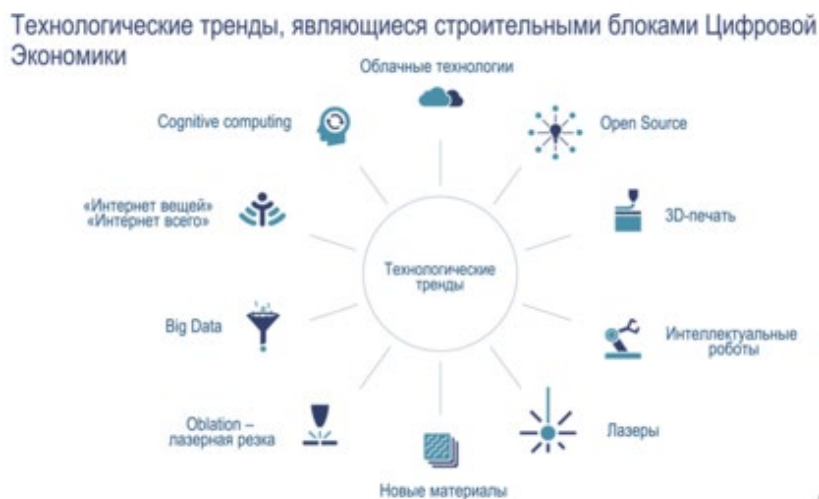 Технологические тренды, являющиеся строительными блоками Цифровой
Экономики
Облачные технологии
Cognitive computing
Open Source
«Интернет вещей»
«Интернет всего»
3D-печать
Технологические
тренды
Big Data
Интеллектуальные
роботы
Oblation –
лазерная резка
Лазеры
Новые материалы